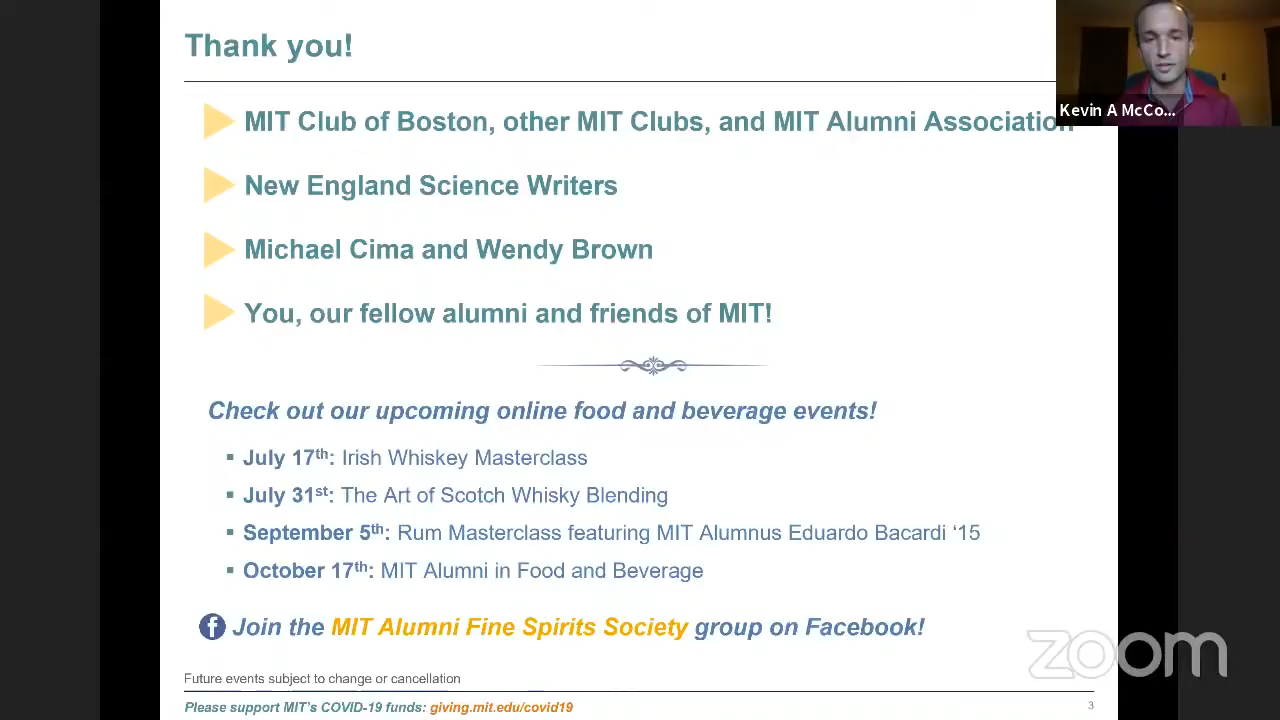 Thank you!
MIT Club of Boston, other MIT Clubs, and MIT Alumni Association
Kevin A McCo...
New England Science Writers
Michael Cima and Wendy Brown
You, our fellow alumni and friends of MIT!
Check out our upcoming online food and beverage events!
▪ July 17th: Irish Whiskey Masterclass
▪ July 31st: The Art of Scotch Whisky Blending
▪ September 5th: Rum Masterclass featuring MIT Alumnus Eduardo Bacardi ‘15
▪ October 17th: MIT Alumni in Food and Beverage
f Join the MIT Alumni Fine Spirits Society group on Facebook!
zoom
Future events subject to change or cancellation
Please support MIT's COVID-19 funds: giving.mit.edu/covid19
3